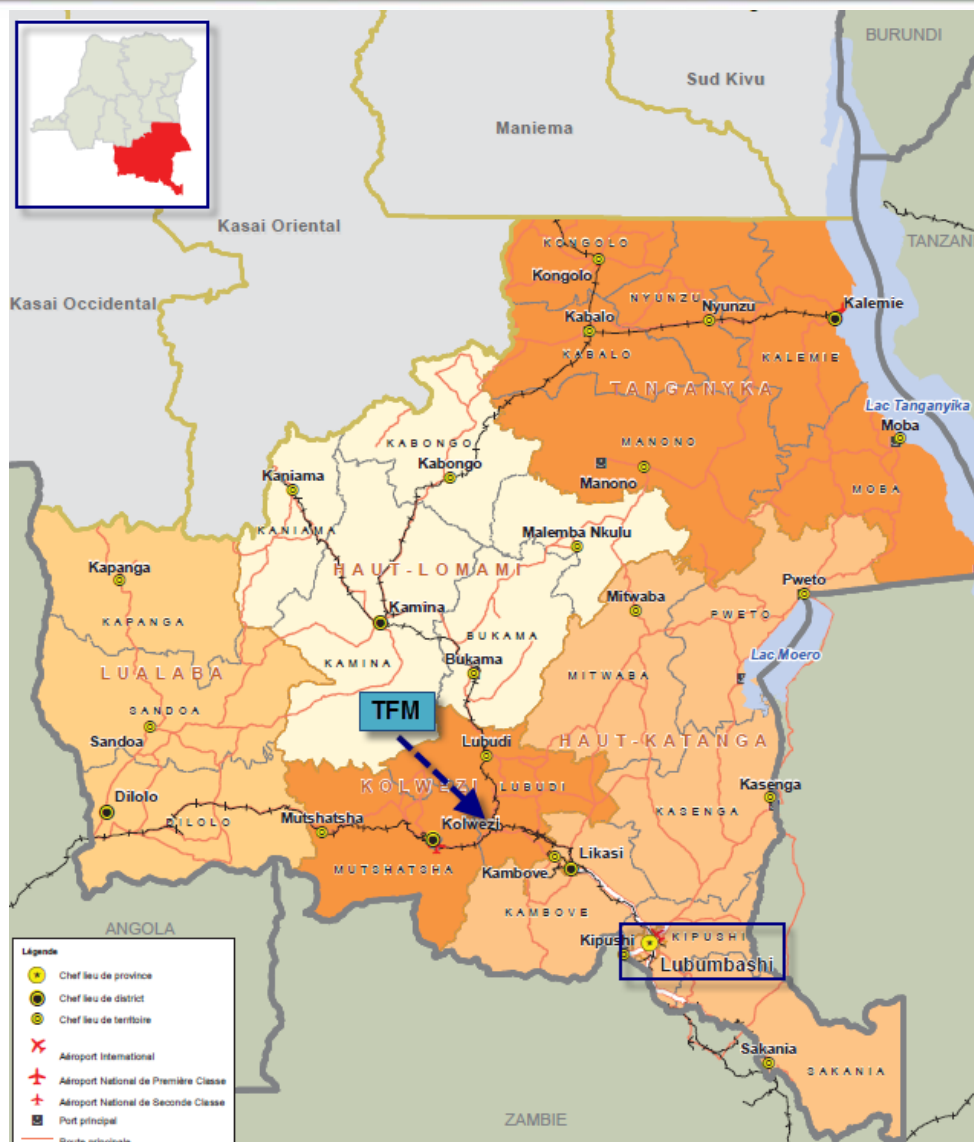 BURUNDI
Sud Kivu
Maniema
Kasai Oriental
TANZAN
KONGOLO
Kasai Occidental
Kongolo
NYUNZU
Nyunzu
Kalemie
Kabalo
KABALO
KALEMIE
TANGANYKA
Lac Tanganyika
Moba
KABONGO
MANONO
Kaniama
Kabongo
Manono
MOBA
KANIAMA
Malemba Nkulu
Kapanga
HAUT-LOMAMI
Pweto
Kamina
Mitwaba
PWETO
KAPANGA
BUKAMA
LUALABA
KAMINA
Bukama
Lac Moero
MITWABA
SANDOA
TFM
Sandoa
Lubudi
HAUT-KATANGA
KOLWEZI
LUBUDI
Kasenga
Dilolo
KASENGA
DILOLO
Mutshatsha
Kolwezi
Likasi
MUTSHATSHA
Kambove
KAMBOVE
ANGOLA
Kipushi
KIPUSHI
Lubumbashi
Légende
Chef lieu de province
Chef lieu de district
Chef lieu de territoire
Aéroport International
Aéroport National de Première Classe
Aéroport National de Seconde Classe
Port principal
Route principale
Sakania
SAKANIA
ZAMBIE